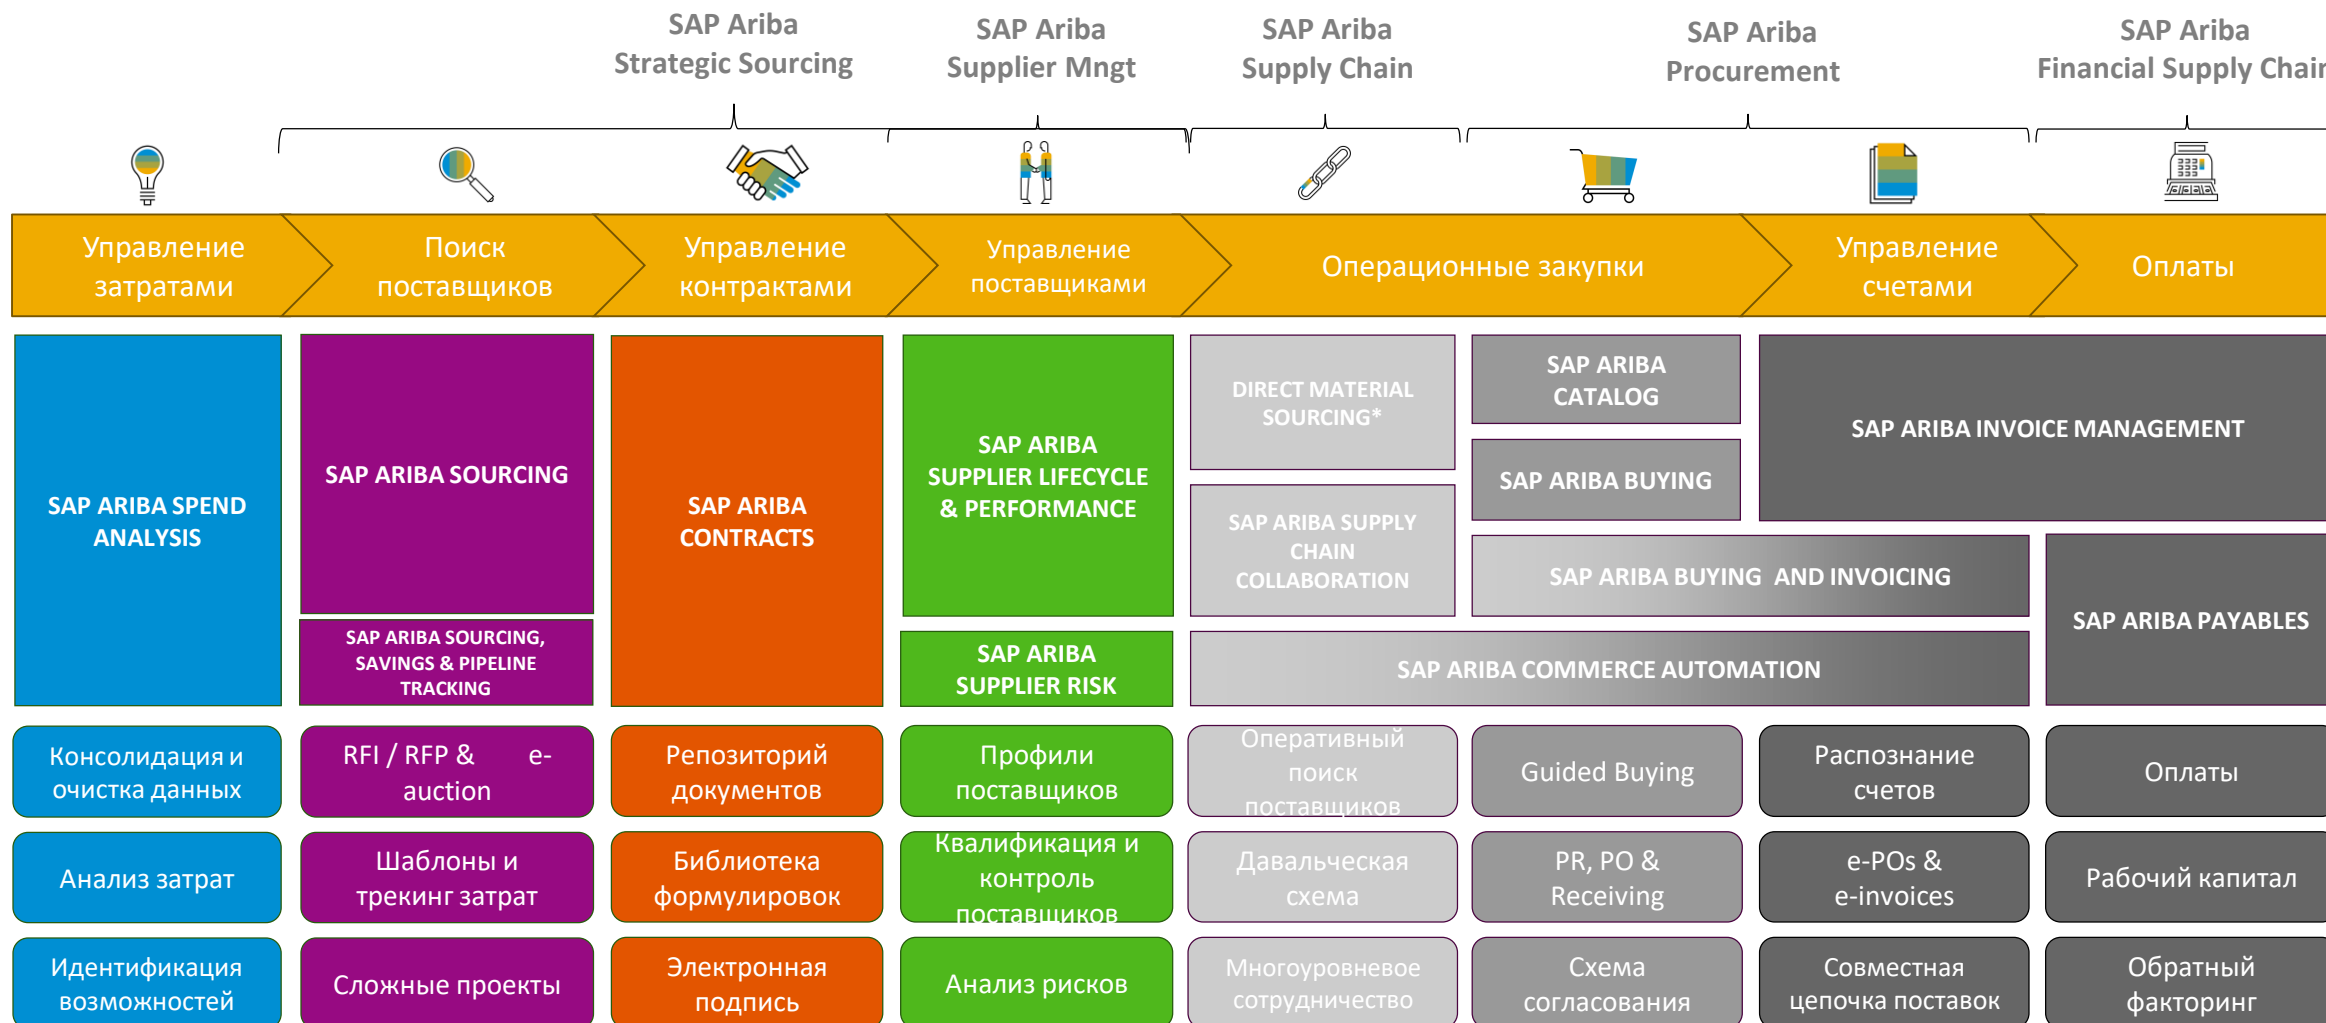 SAP Ariba
Strategic Sourcing
SAP Ariba
Supplier Mngt
SAP Ariba
Supply Chain
SAP Ariba
Procurement
SAP Ariba
Financial Supply Chain
Управление
затратами
Поиск
поставщиков
Управление
контрактами
Управление
поставщиками
Операционные закупки
Управление
счетами
Оплаты
SAP ARIBA SPEND
ANALYSIS
SAP ARIBA SOURCING
SAP ARIBA SOURCING,
SAVINGS & PIPELINE
TRACKING
SAP ARIBA
CONTRACTS
SAP ARIBA
SUPPLIER LIFECYCLE
& PERFORMANCE
SAP ARIBA
SUPPLIER RISK
DIRECT MATERIAL
SOURCING*
SAP ARIBA SUPPLY
CHAIN
COLLABORATION
SAP ARIBA
CATALOG
SAP ARIBA BUYING
SAP ARIBA INVOICE MANAGEMENT
SAP ARIBA BUYING AND INVOICING
SAP ARIBA COMMERCE AUTOMATION
SAP ARIBA PAYABLES
Консолидация и
очистка данных
RFI / RFP & e-
auction
Репозиторий
документов
Профили
поставщиков
Оперативный
поиск
поставщиков
Guided Buying
Распознание
счетов
Оплаты
Анализ затрат
Шаблоны и
трекинг затрат
Библиотека
формулировок
Квалификация и
контроль
поставщиков
Давальческая
схема
PR, PO &
Receiving
e-POs &
e-invoices
Рабочий капитал
Идентификация
возможностей
Сложные проекты
Электронная
подпись
Анализ рисков
Многоуровневое
сотрудничество
Схема
согласования
Совместная
цепочка поставок
Обратный
факторинг